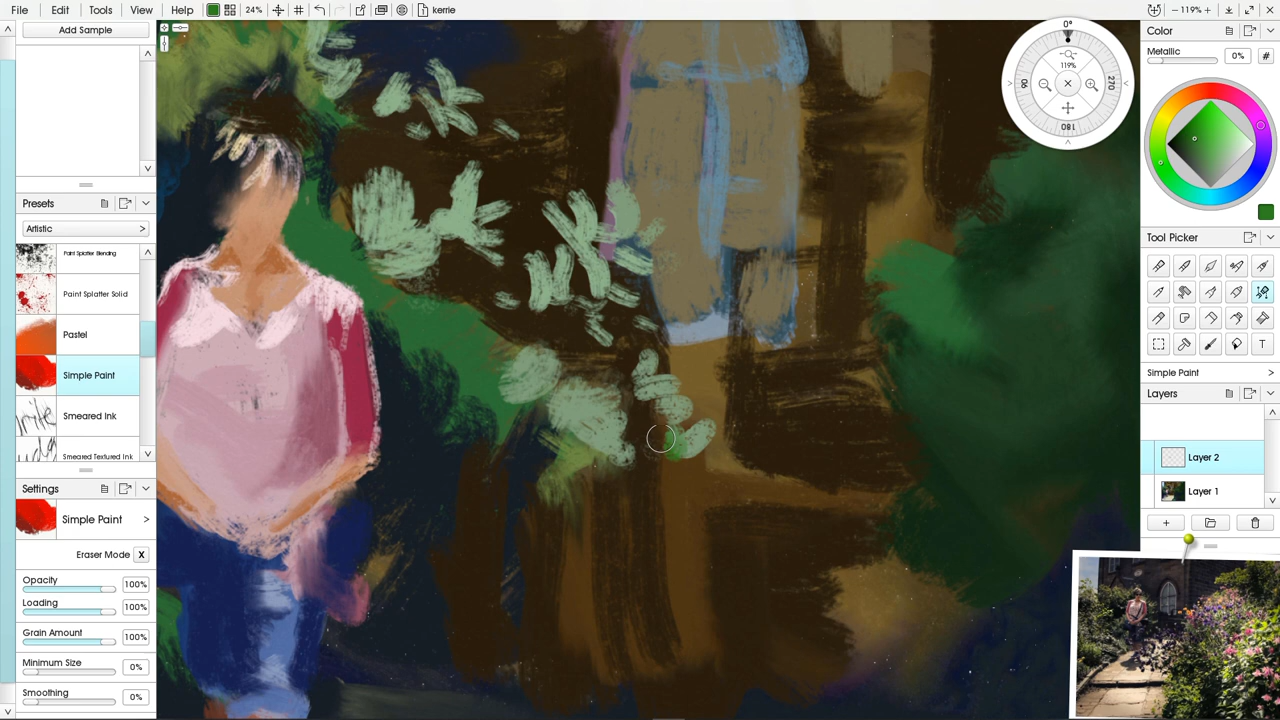 File Edit Tools View Help 24% kerrie 119%
Add Sample
Presets
Artistic >
Paint Splatter Blending
Paint Splatter Solid
Pastel
Simple Paint
Smeared Ink
Smeared Textured Ink
Settings
Simple Paint >
Eraser Mode X
Opacity 100%
Loading 100%
Grain Amount 100%
Minimum Size 0%
Smoothing 0%
0°
119%
90
270
180
Color
Metallic
0% #
Tool Picker
T
Simple Paint >
Layers
Layer 2
Layer 1